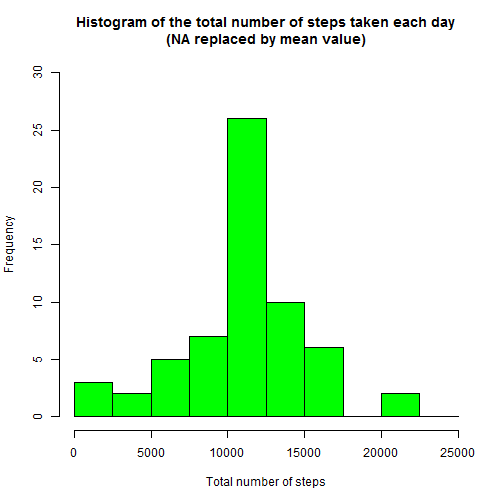 Histogram of the total number of steps taken each day
(NA replaced by mean value)
30
25
20
15
10
5
0
Frequency
0 5000 10000 15000 20000 25000
Total number of steps